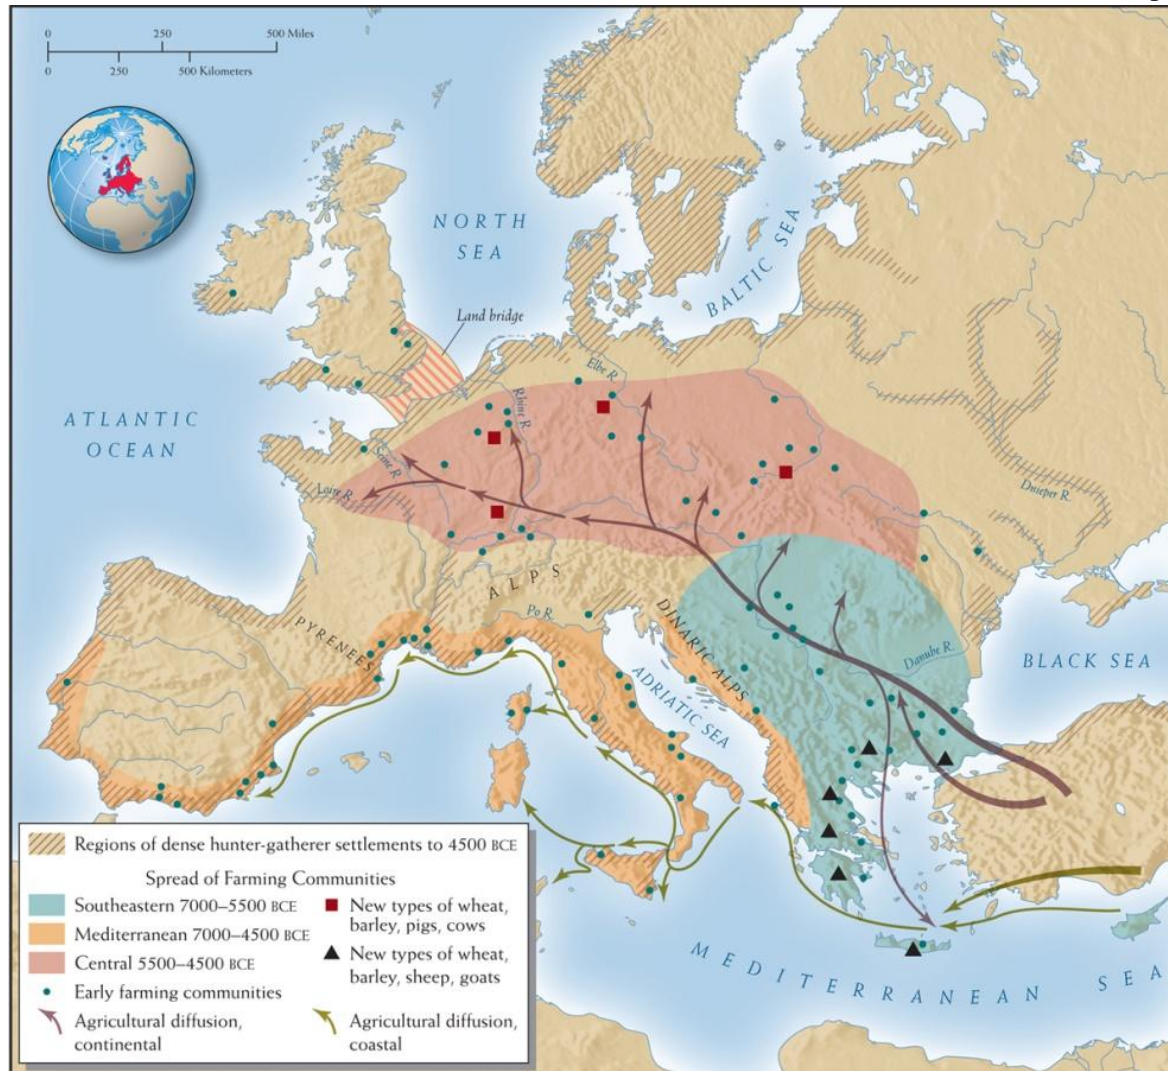 0 250 500 Miles
0 250 500 Kilometers
NORTH
SEA
BALTIC SEA
Land bridge
ATLANTIC
OCEAN
Elbe R.
Rhine R.
Seine R.
Loire R.
Dnieper R.
ALPS
Po R.
PYRENEES
DINARIC ALPS
Danube R.
ADRIATIC SEA
BLACK SEA
MEDITERRANEAN SEA
Regions of dense hunter-gatherer settlements to 4500 BCE
Spread of Farming Communities
Southeastern 7000–5500 BCE
Mediterranean 7000–4500 BCE
Central 5500–4500 BCE
Early farming communities
Agricultural diffusion,
continental
New types of wheat,
barley, pigs, cows
New types of wheat,
barley, sheep, goats
Agricultural diffusion,
coastal